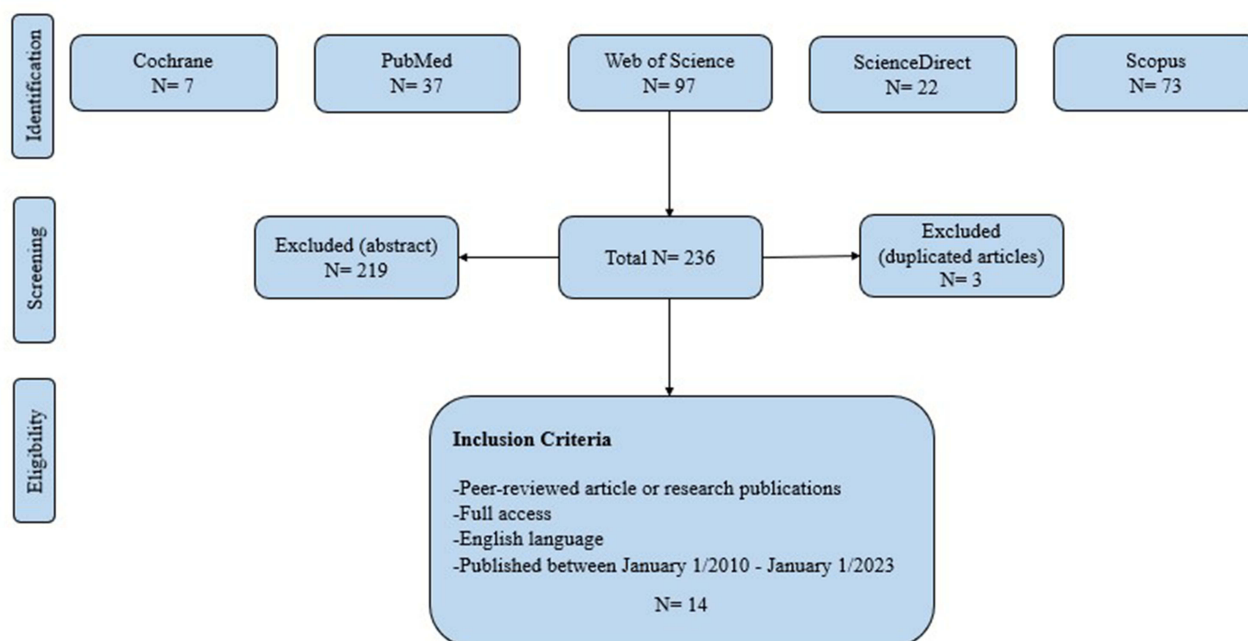 Identification
Cochrane
N= 7
PubMed
N= 37
Web of Science
N= 97
ScienceDirect
N= 22
Scopus
N= 73
Screening
Excluded (abstract)
N= 219
Total N= 236
Excluded
(duplicated articles)
N= 3
Eligibility
Inclusion Criteria
-Peer-reviewed article or research publications
-Full access
-English language
-Published between January 1/2010 - January 1/2023
N= 14